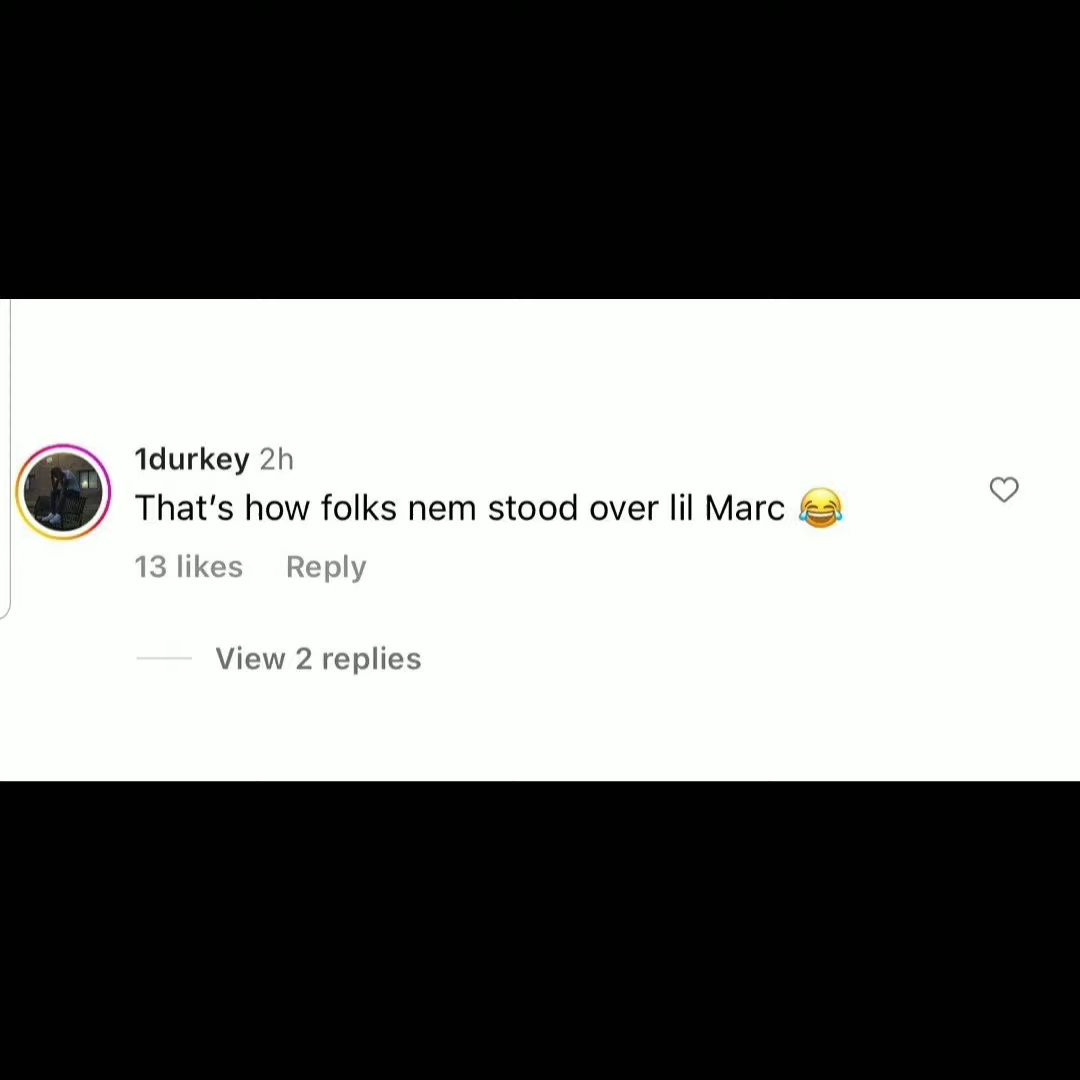 1durkey 2h
That's how folks nem stood over lil Marc 😂
13 likes Reply
View 2 replies